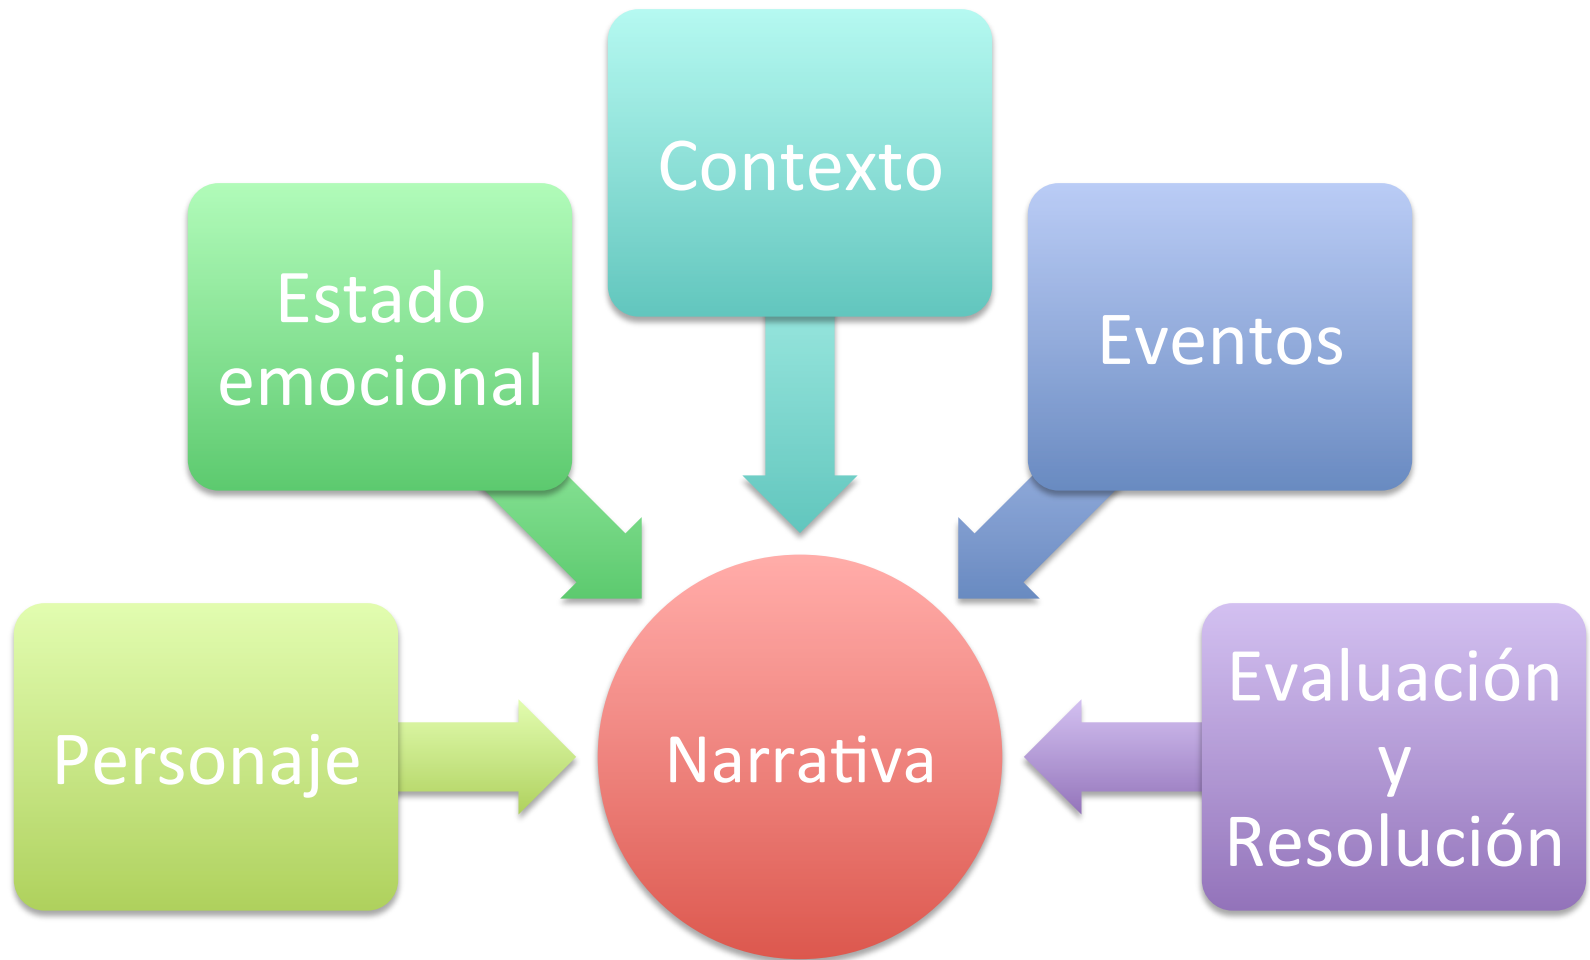 Contexto
Estado
emocional
Eventos
Personaje
Narrativa
Evaluación
y
Resolución